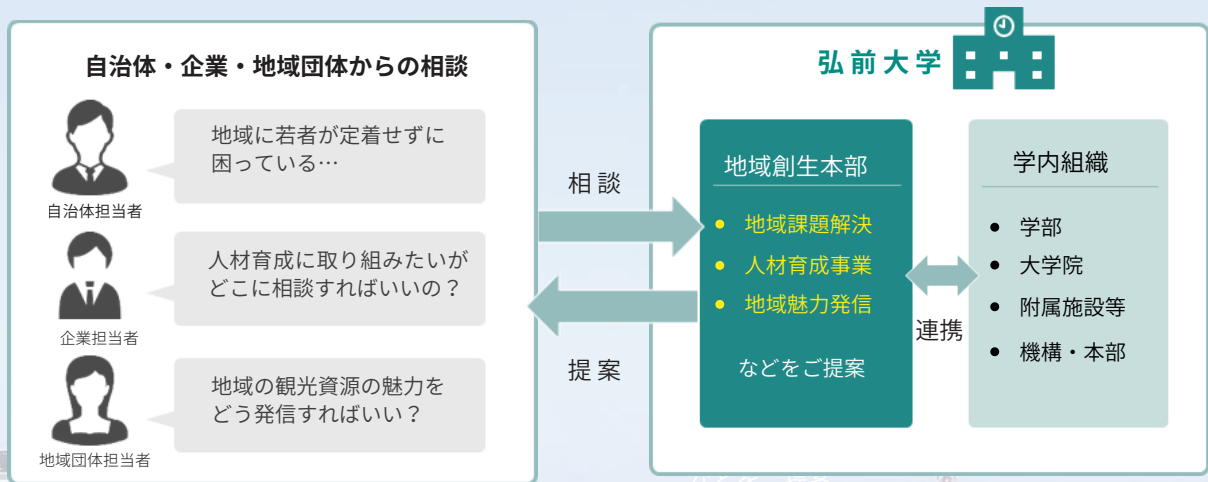 自治体・企業・地域団体からの相談
地域に若者が定着せずに
困っている…
自治体担当者
人材育成に取り組みたいが
どこに相談すればいいの？
企業担当者
地域の観光資源の魅力を
どう発信すればいい？
地域団体担当者
相談
提案
弘前大学
地域創生本部
• 地域課題解決
• 人材育成事業
• 地域魅力発信
などをご提案
連携
学内組織
• 学部
• 大学院
• 附属施設等
• 機構・本部